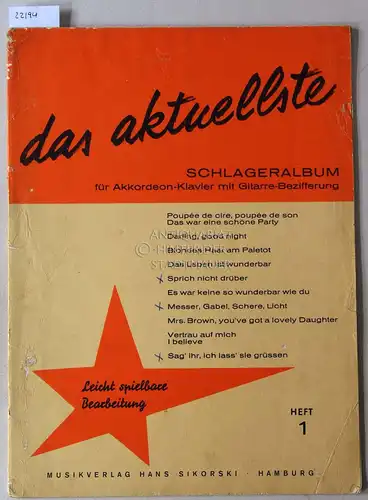 22194
das aktuellste
SCHLAGERALBUM
für Akkordeon-Klavier mit Gitarre-Bezifferung
Poupée de cire, poupée de son
Das war eine schöne Party
Darling, good night
Blondes Haar am Paletot
Das Leben ist wunderbar
Sprich nicht drüber
Es war keine so wunderbar wie du
Messer, Gabel, Schere, Licht
Mrs. Brown, you've got a lovely Daughter
Vertrau auf mich
I believe
Sag' ihr, ich lass' sie grüssen
Leicht spielbare
Bearbeitung
HEFT
1
MUSIKVERLAG HANS SIKORSKI · HAMBURG